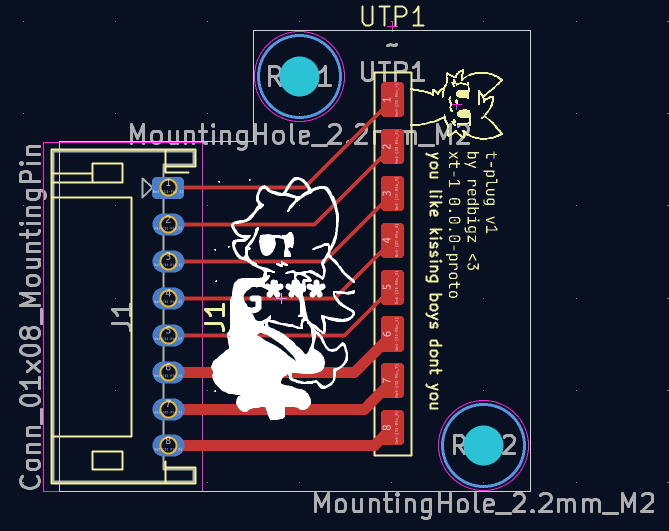 UTP1
~
UTP1
MountingHole_2.2mm_M2
Conn_01x08_MountingPin
J1
J1
1
2
3
4
5
6
7
8
1
2
3
4
5
6
7
8
t-plug v1
by redbigz <3
xt-1 0.0.0-proto
you like kissing boys dont you
***
MountingHole_2.2mm_M2